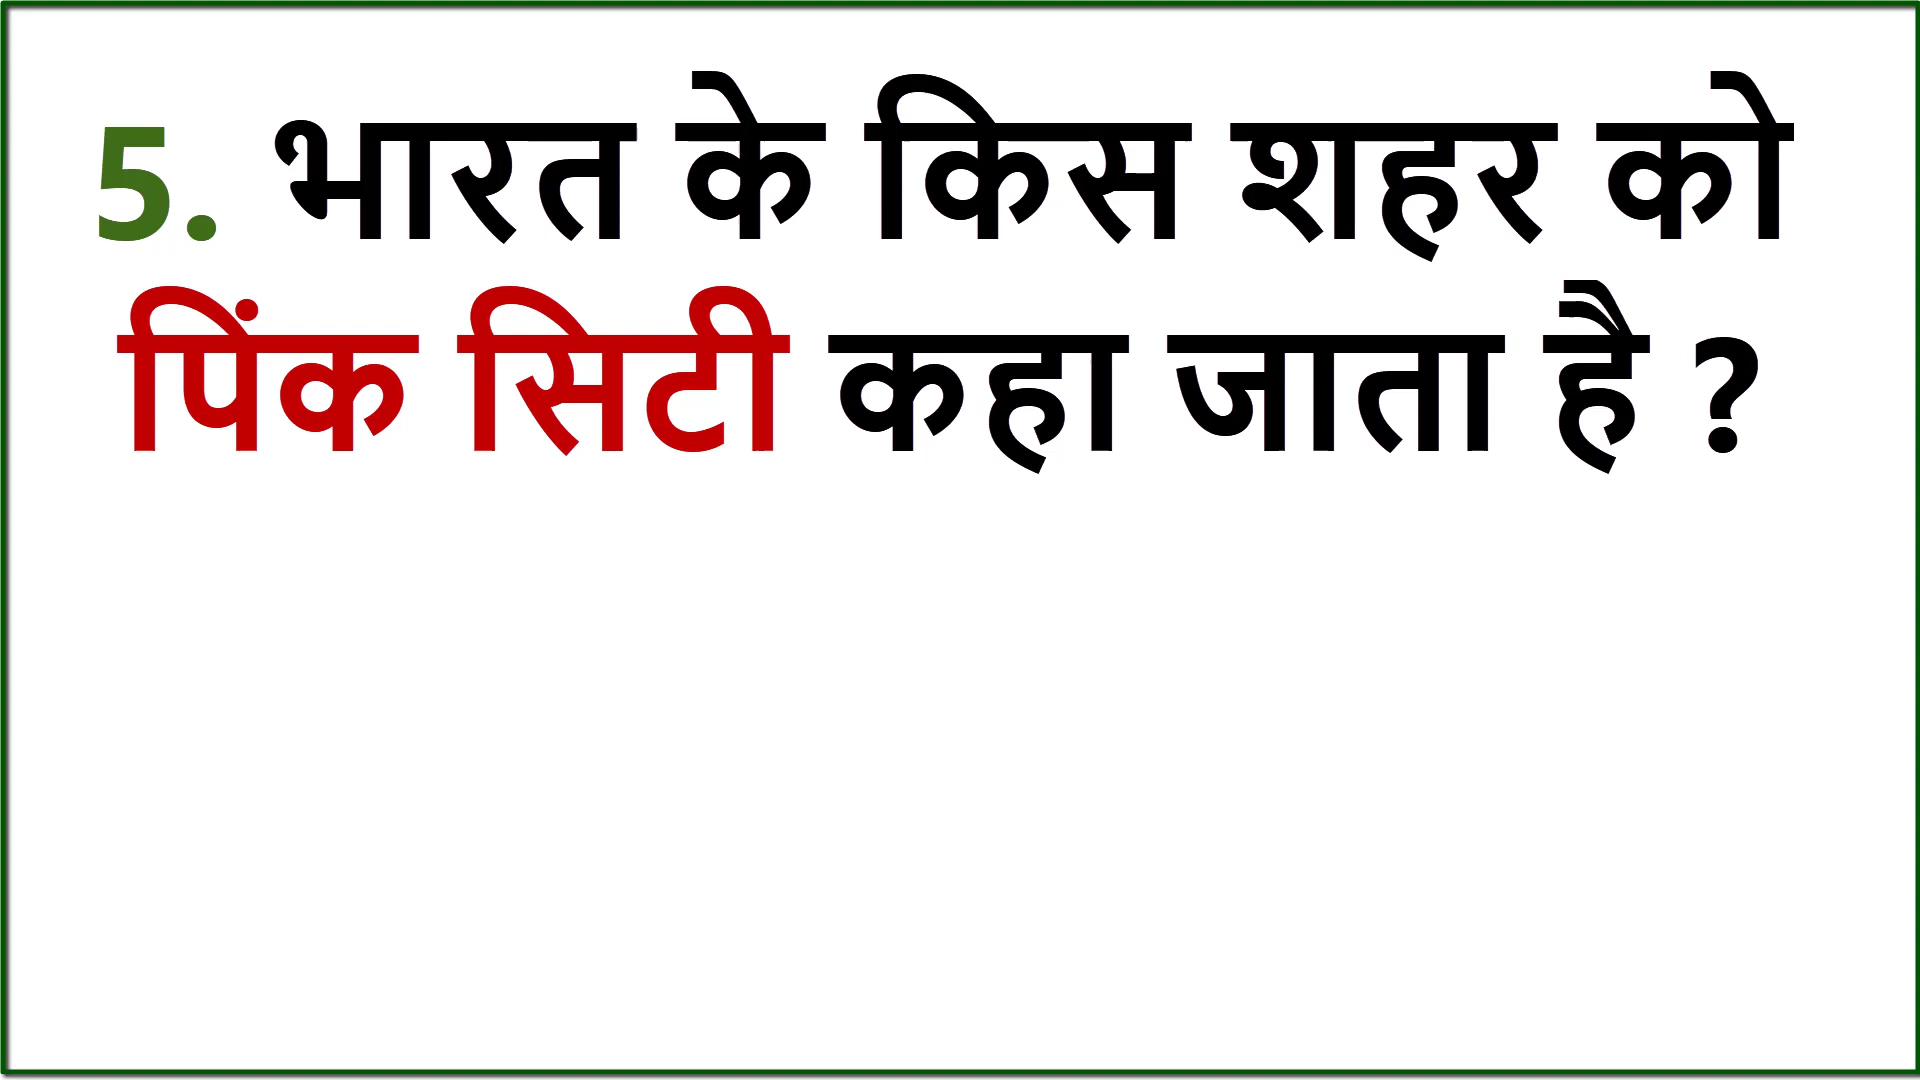 5. भारत के किस शहर को
पिंक सिटी कहा जाता है ?